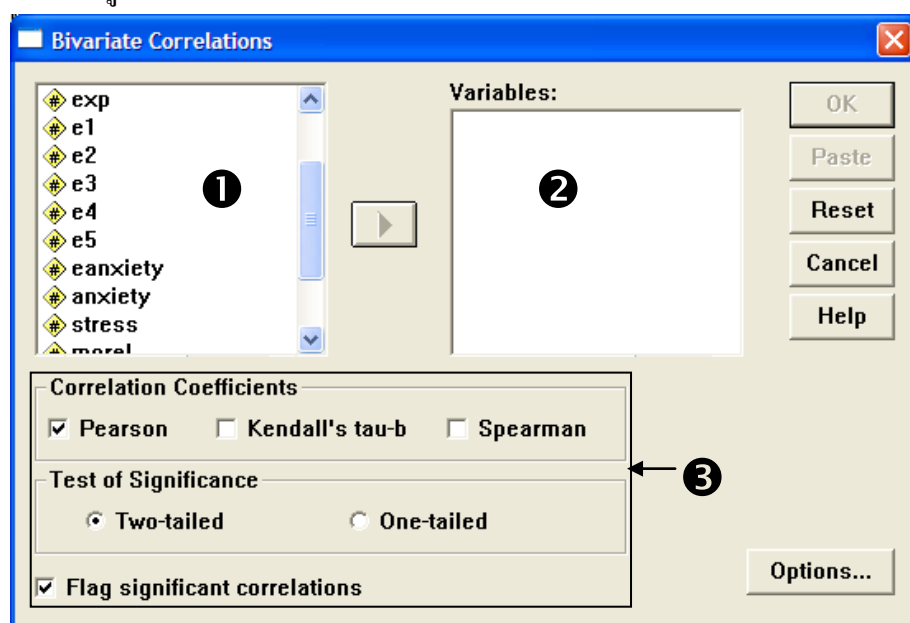 Bivariate Correlations
exp
e1
e2
e3
e4
e5
eanxiety
anxiety
stress
❶
Variables:
❷
OK
Paste
Reset
Cancel
Help
Correlation Coefficients
Pearson Kendall's tau-b Spearman
Test of Significance
Two-tailed One-tailed
Flag significant correlations
❸
Options...